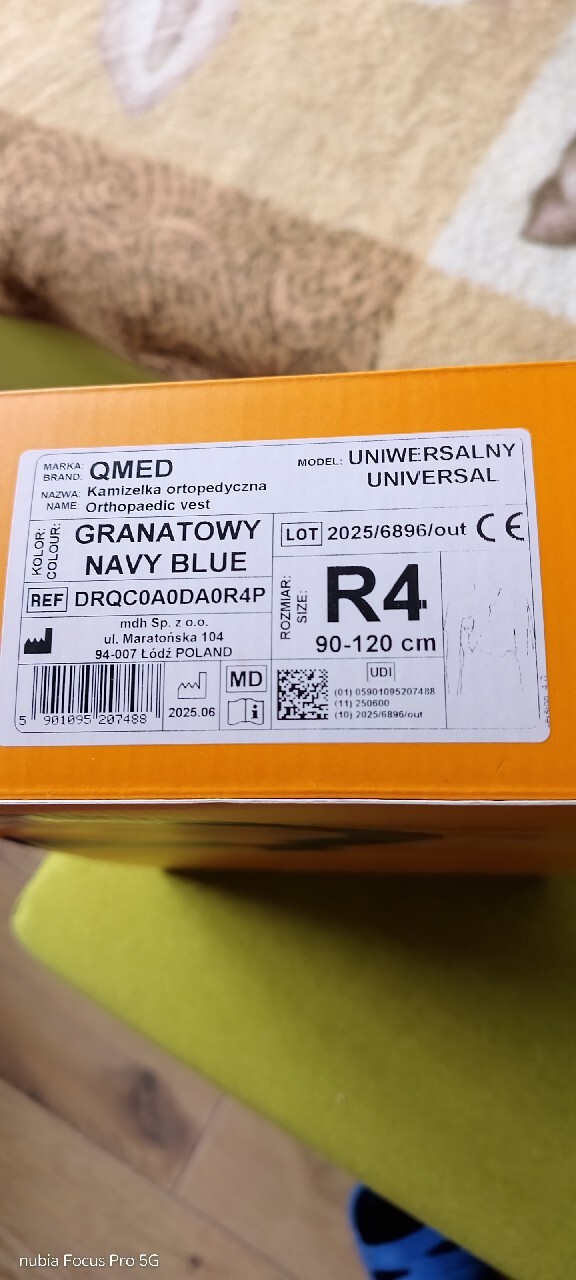 MARKA: QMED
BRAND:
NAZWA: Kamizelka ortopedyczna
NAME: Orthopaedic vest
MODEL: UNIWERSALNY
UNIVERSAL
KOLOR: GRANATOWY
COLOUR: NAVY BLUE
LOT 2025/6896/out CE
REF DRQC0A0DA0R4P
ROZMIAR:
SIZE:
R4
90-120 cm
mdh Sp. z o.o.
ul. Maratońska 104
94-007 Łódź POLAND
5 901095 207488
2025.06
MD
UDI
(01) 05901095207488
(11) 250600
(10) 2025/6896/out
nubia Focus Pro 5G